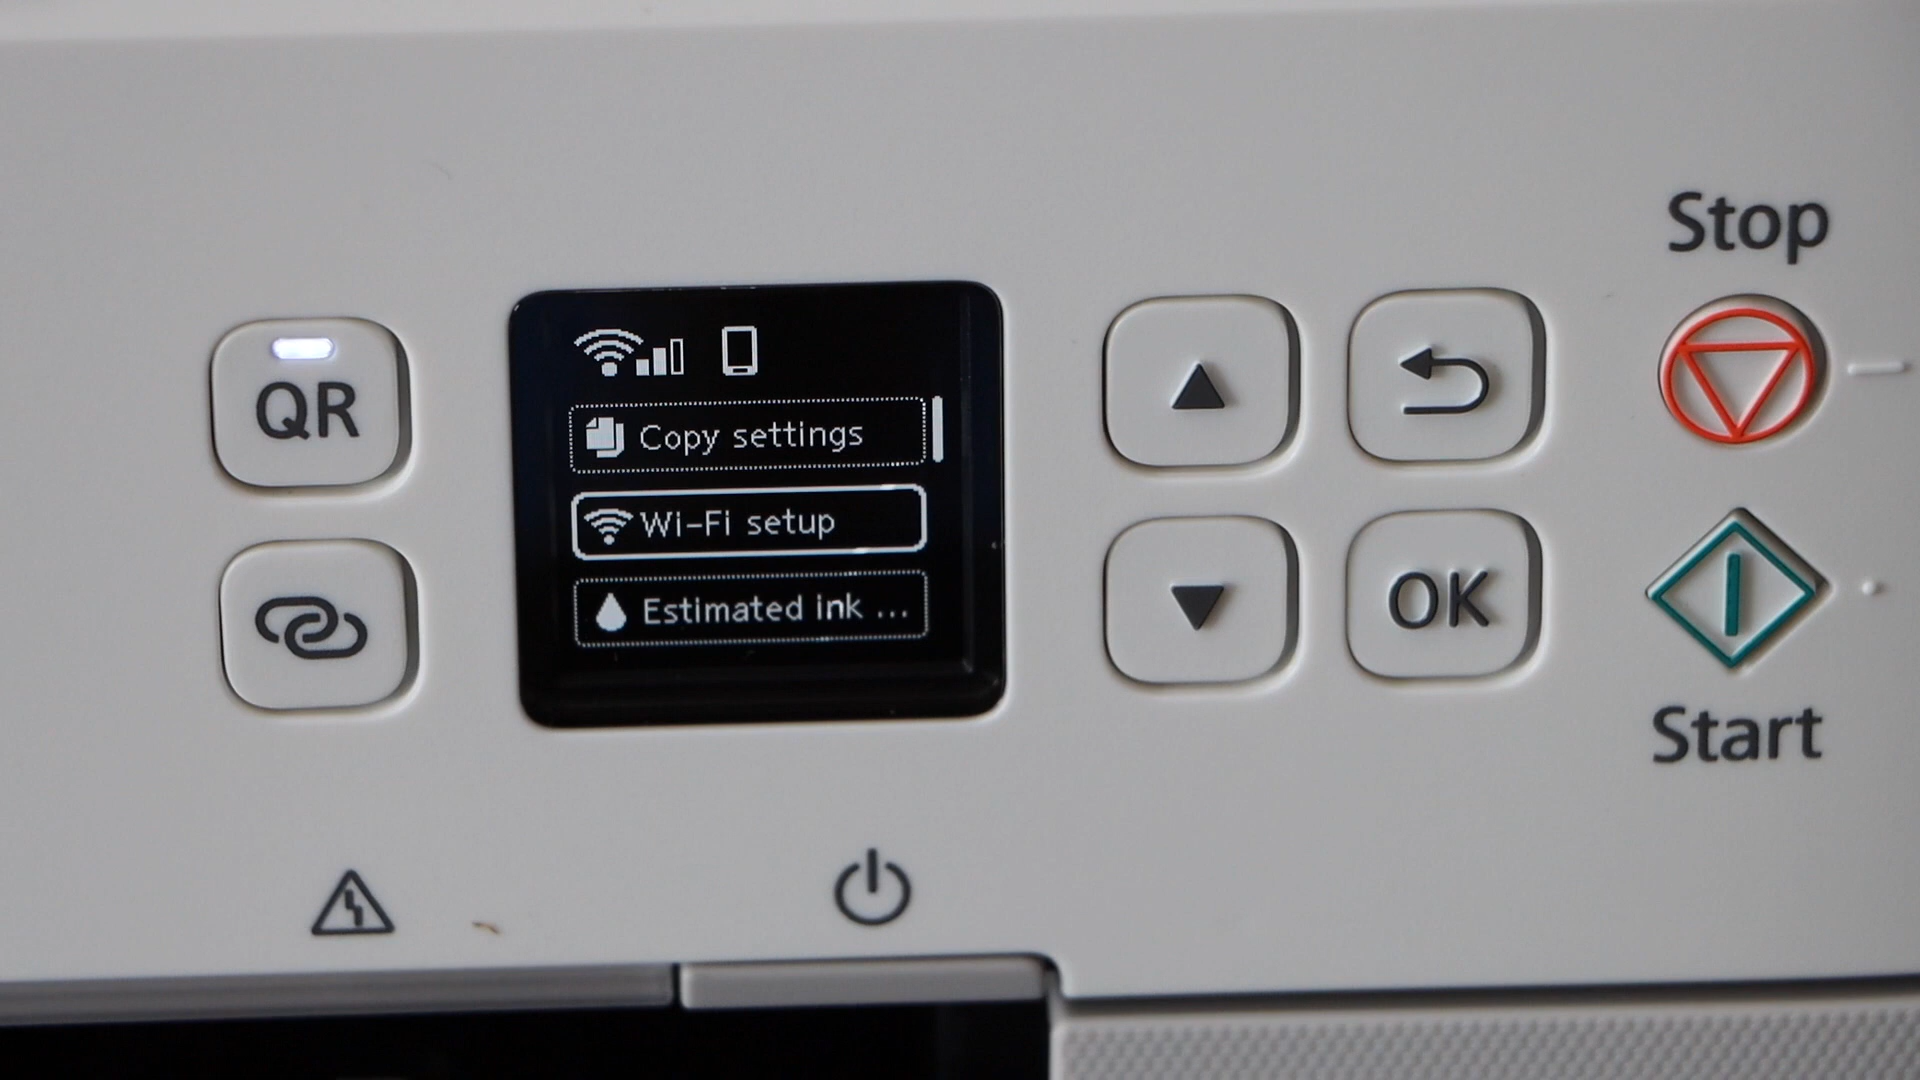 Stop
QR
Copy settings
Wi-Fi setup
Estimated ink ...
OK
Start